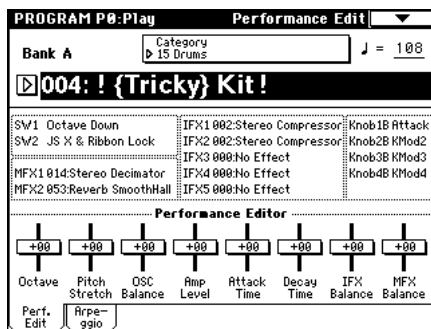 PROGRAM P0:Play Performance Edit
Bank A
Category
15 Drums
♩ = 108
004: ! {Tricky} Kit !
SW1 Octave Down
SW2 JS X & Ribbon Lock
MFX1 014:Stereo Decimator
MFX2 053:Reverb SmoothHall
IFX1 002:Stereo Compressor
IFX2 002:Stereo Compressor
IFX3 000:No Effect
IFX4 000:No Effect
IFX5 000:No Effect
Knob1B Attack
Knob2B KMod2
Knob3B KMod3
Knob4B KMod4
Performance Editor
+00 +00 +00 +00 +00 +00 +00 +00
Octave Pitch Stretch OSC Balance Amp Level Attack Time Decay Time IFX Balance MFX Balance
Perf. Edit
Arpe-ggio